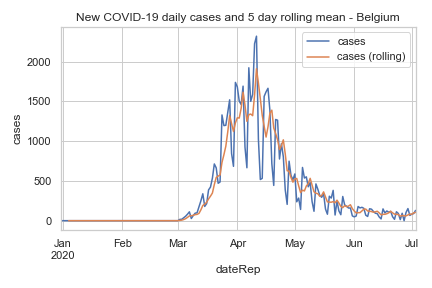 New COVID-19 daily cases and 5 day rolling mean - Belgium
cases
cases (rolling)
2000
1500
1000
500
0
cases
Jan Feb Mar Apr May Jun Jul
2020
dateRep